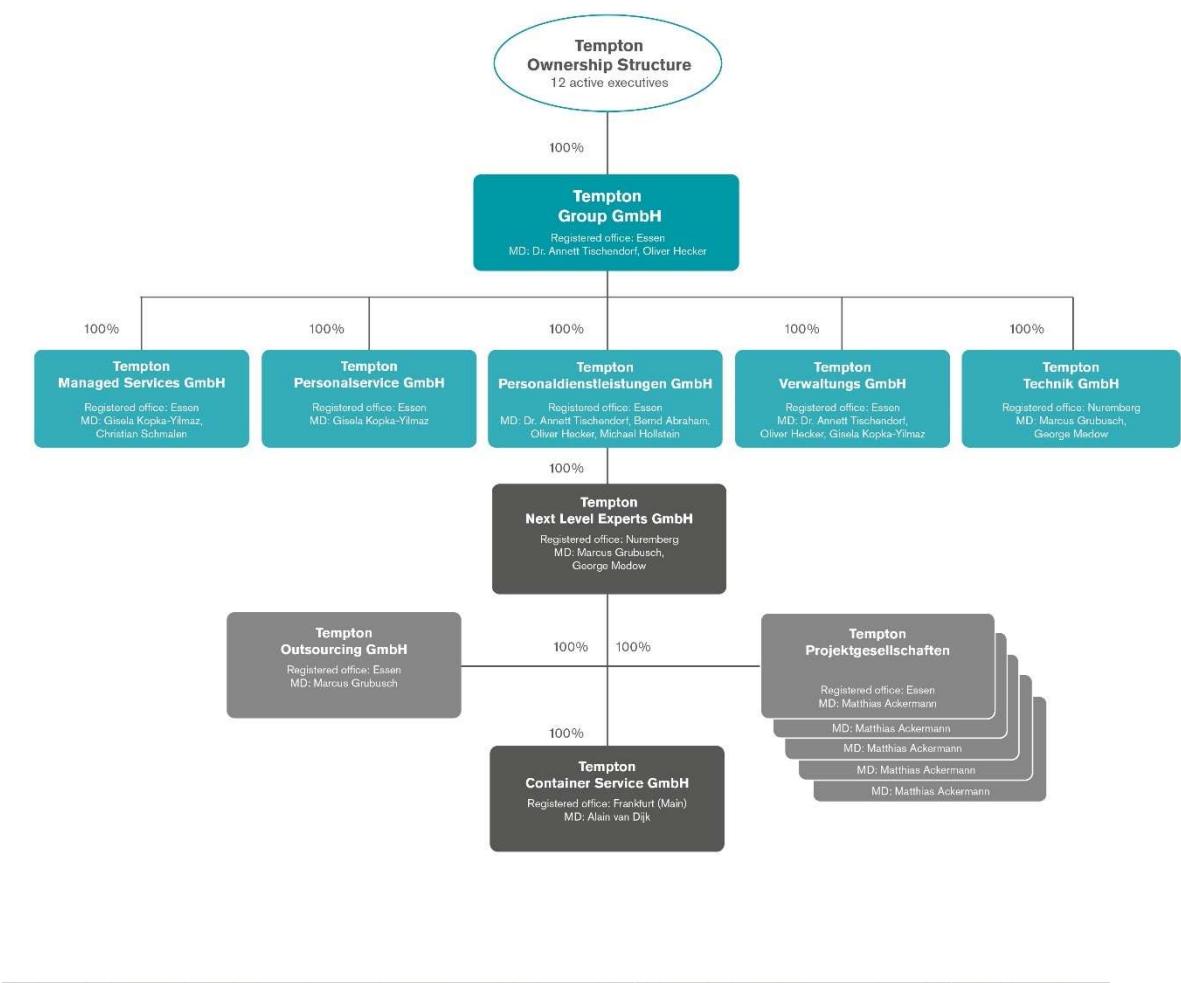 Tempton
Ownership Structure
12 active executives
100%
Tempton
Group GmbH
Registered office: Essen
MD: Dr. Annett Tischendorf, Oliver Hecker
100%
100%
100%
100%
100%
Tempton
Managed Services GmbH
Registered office: Essen
MD: Gisela Kopka-Yilmaz,
Christian Schmalen
Tempton
Personalservice GmbH
Registered office: Essen
MD: Gisela Kopka-Yilmaz
Tempton
Personaldienstleistungen GmbH
Registered office: Essen
MD: Dr. Annett Tischendorf, Bernd Abraham,
Oliver Hecker, Michael Hollstein
Tempton
Verwaltungs GmbH
Registered office: Essen
MD: Dr. Annett Tischendorf,
Oliver Hecker, Gisela Kopka-Yilmaz
Tempton
Technik GmbH
Registered office: Nuremberg
MD: Marcus Grubusch,
George Medow
100%
Tempton
Next Level Experts GmbH
Registered office: Nuremberg
MD: Marcus Grubusch,
George Medow
Tempton
Outsourcing GmbH
Registered office: Essen
MD: Marcus Grubusch
100%
100%
Tempton
Projektgesellschaften
Registered office: Essen
MD: Matthias Ackermann
MD: Matthias Ackermann
MD: Matthias Ackermann
MD: Matthias Ackermann
MD: Matthias Ackermann
100%
Tempton
Container Service GmbH
Registered office: Frankfurt (Main)
MD: Alain van Dijk